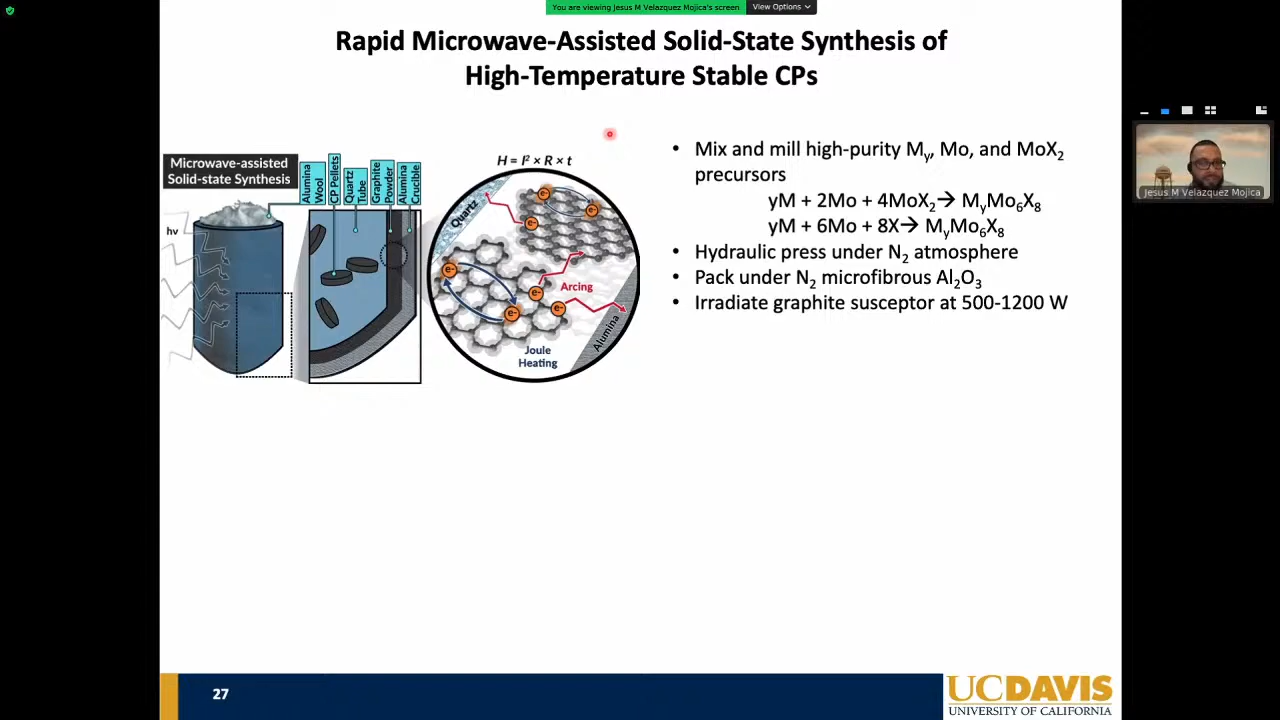 You are viewing Jesus M Velazquez Mojica's screen
View Options
Rapid Microwave-Assisted Solid-State Synthesis of
High-Temperature Stable CPs
Microwave-assisted
Solid-state Synthesis
Alumina
Wool
CP Pellets
Quartz
Tube
Graphite
Powder
Alumina
Crucible
hν
H = I² × R × t
Quartz
e-
e-
e-
e-
e-
e-
e-
Arcing
Joule
Heating
Alumina
• Mix and mill high-purity Mᵧ, Mo, and MoX₂
precursors
yM + 2Mo + 4MoX₂→ MᵧMo₆X₈
yM + 6Mo + 8X→ MᵧMo₆X₈
• Hydraulic press under N₂ atmosphere
• Pack under N₂ microfibrous Al₂O₃
• Irradiate graphite susceptor at 500-1200 W
Jesus M Velazquez Mojica
27
UCDAVIS
UNIVERSITY OF CALIFORNIA